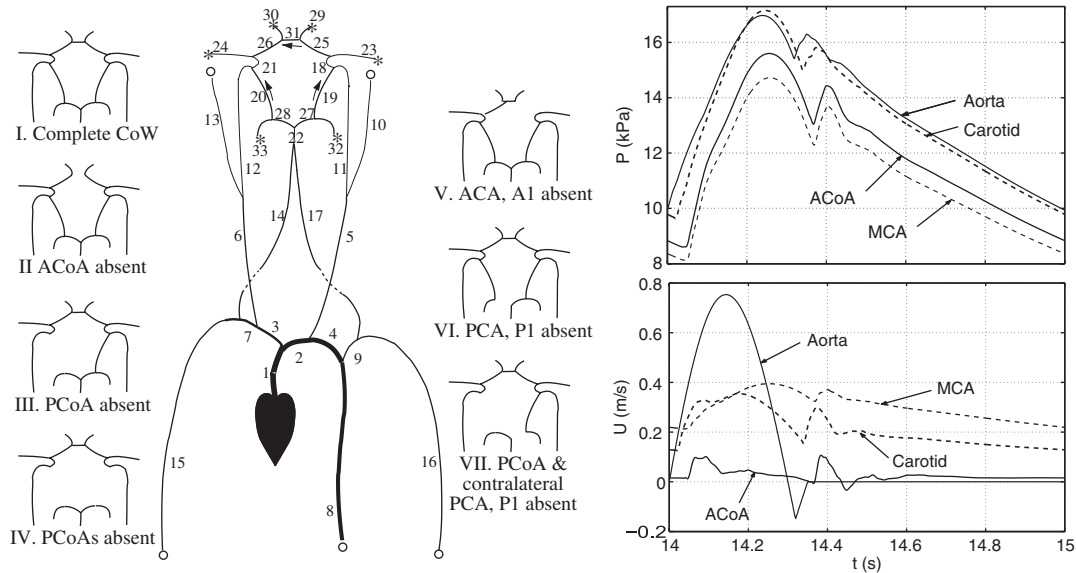 I. Complete CoW
II ACoA absent
III. PCoA absent
IV. PCoAs absent
30
29
31
24
26
25
23
21
18
20
19
13
28
27
10
33
22
32
12
11
14
17
6
5
7
3
4
2
9
1
15
16
8
V. ACA, A1 absent
VI. PCA, P1 absent
VII. PCoA &
contralateral
PCA, P1 absent
P (kPa)
16
14
12
10
8
Aorta
Carotid
ACoA
MCA
U (m/s)
0.8
0.6
0.4
0.2
0
−0.2
Aorta
MCA
Carotid
ACoA
14
14.2
14.4
14.6
14.8
15
t (s)